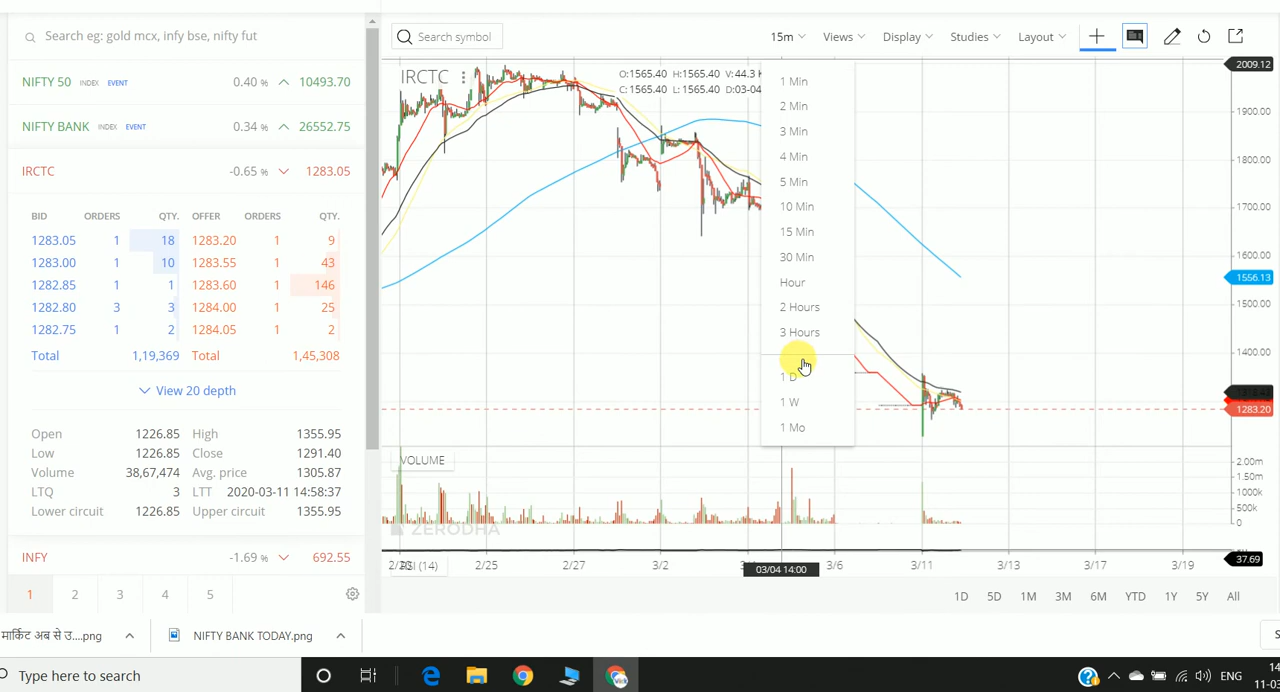 Search eg: gold mcx, infy bse, nifty fut
NIFTY 50 INDEX EVENT 0.40 % 10493.70
NIFTY BANK INDEX EVENT 0.34 % 26552.75
IRCTC -0.65 % 1283.05
BID ORDERS QTY. OFFER ORDERS QTY.
1283.05 1 18 1283.20 1 9
1283.00 1 10 1283.55 1 43
1282.85 1 1 1283.60 1 146
1282.80 3 3 1284.00 1 25
1282.75 1 2 1284.05 1 2
Total 1,19,369 Total 1,45,308
View 20 depth
Open 1226.85 High 1355.95
Low 1226.85 Close 1291.40
Volume 38,67,474 Avg. price 1305.87
LTQ 3 LTT 2020-03-11 14:58:37
Lower circuit 1226.85 Upper circuit 1355.95
INFY -1.69 % 692.55
1 2 3 4 5
Search symbol
15m Views Display Studies Layout
IRCTC
O:1565.40 H:1565.40 V:44.3
C:1565.40 L:1565.40 D:03-04
1 Min
2 Min
3 Min
4 Min
5 Min
10 Min
15 Min
30 Min
Hour
2 Hours
3 Hours
1 D
1 W
1 Mo
2009.12
1900.00
1800.00
1700.00
1600.00
1556.13
1500.00
1400.00
1283.20
VOLUME
2.00m
1.50m
1.00m
500k
0
ZERODHA
37.69
RSI (14)
2/25 2/27 3/2 3/6 3/11 3/13 3/17 3/19
03/04 14:00
1D 5D 1M 3M 6M YTD 1Y 5Y All
मार्किट अब से उ....png NIFTY BANK TODAY.png
Type here to search
ENG